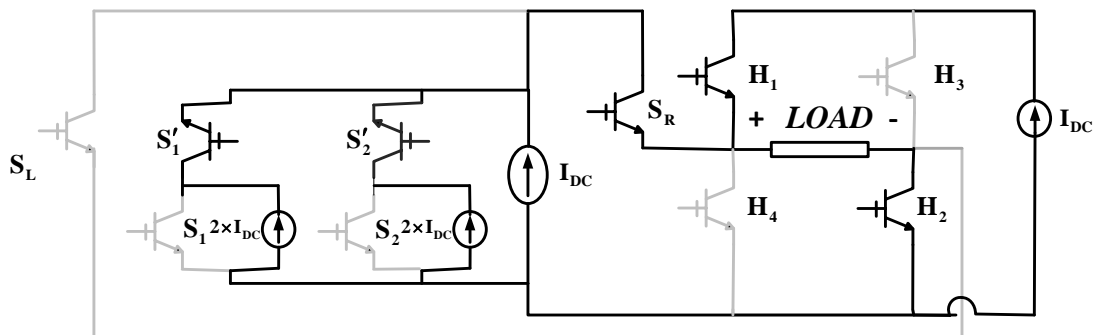 S_L
S'_1
S_1
2×I_DC
S'_2
S_2
2×I_DC
I_DC
S_R
H_1
H_3
+ LOAD -
H_4
H_2
I_DC